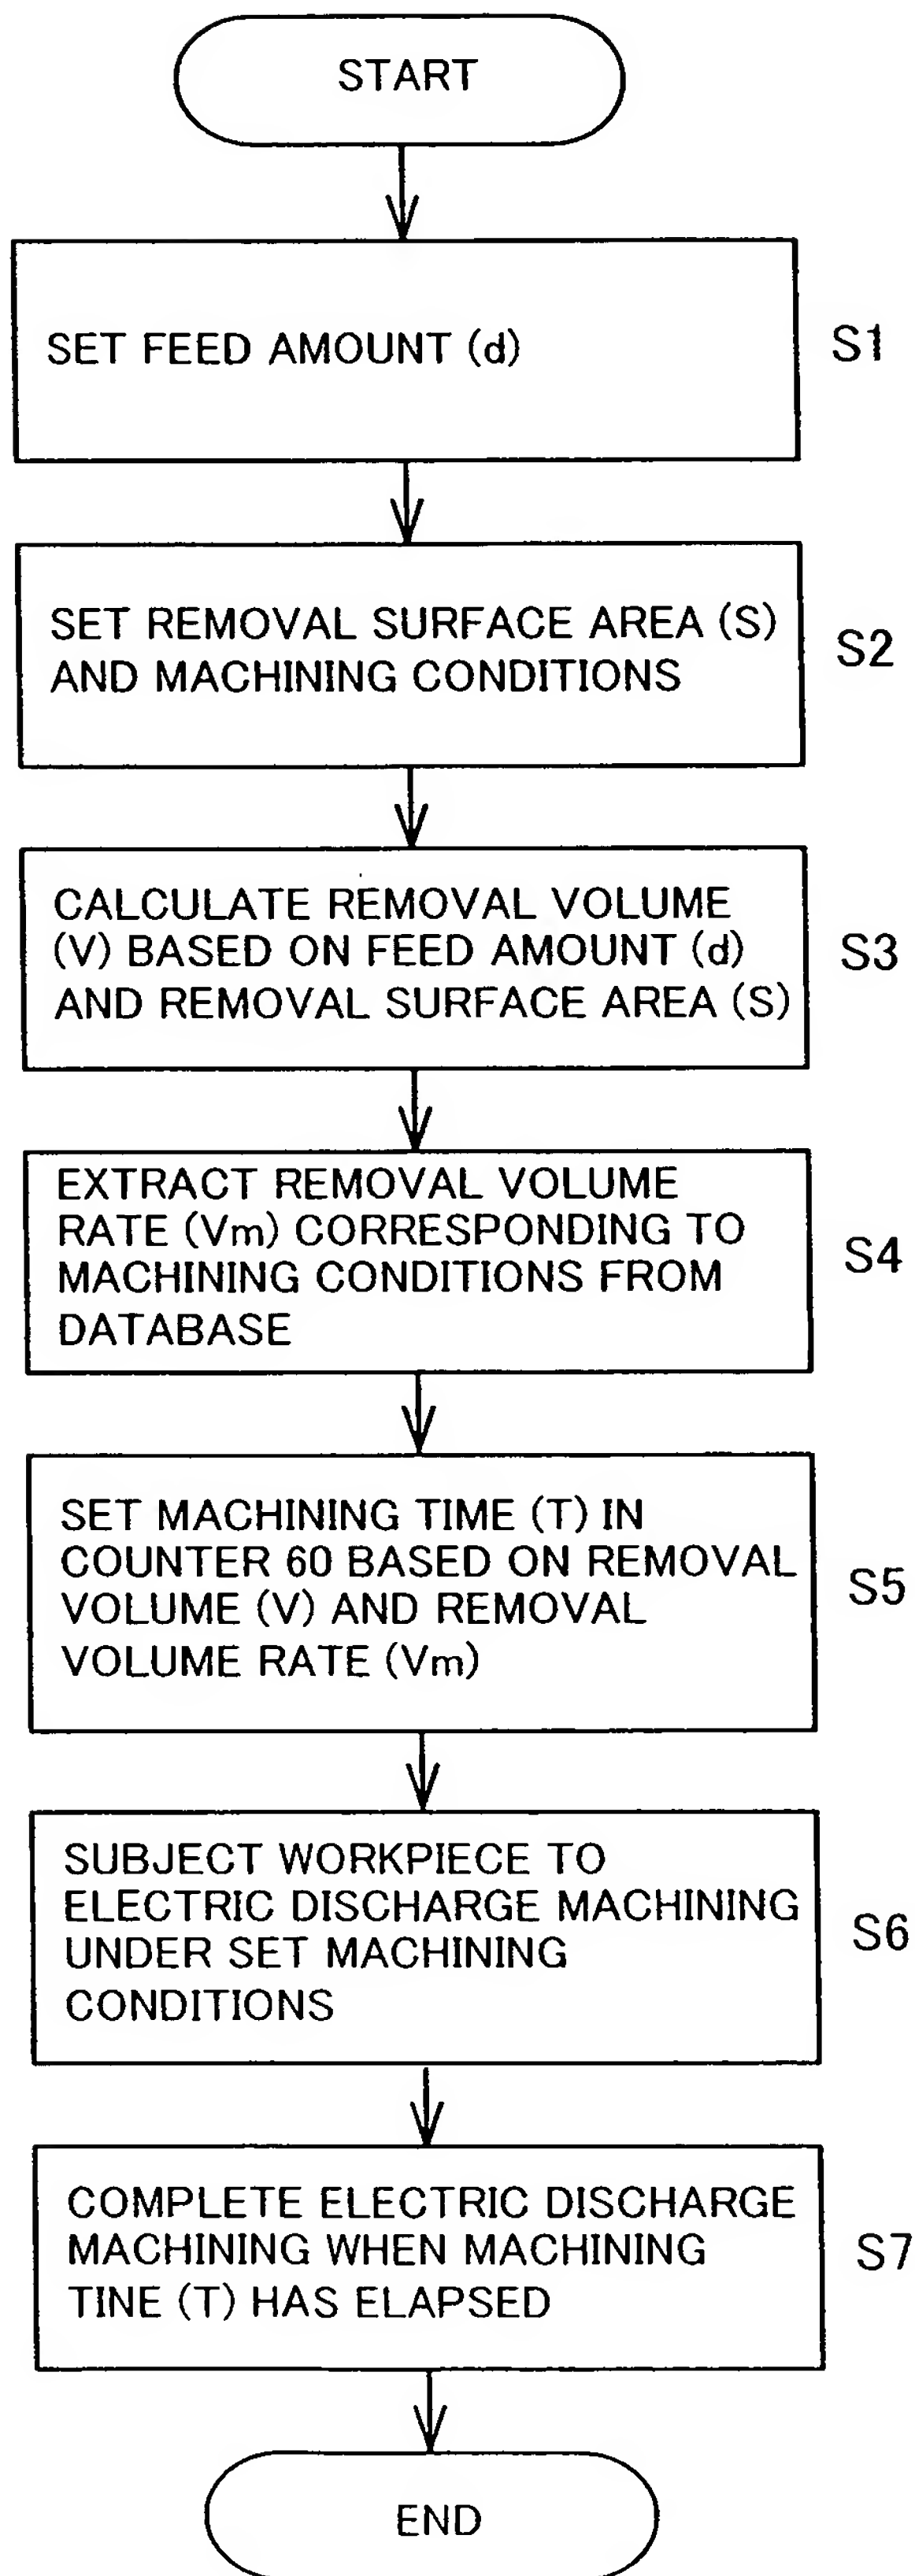 START
SET FEED AMOUNT (d)
S1
SET REMOVAL SURFACE AREA (S)
AND MACHINING CONDITIONS
S2
CALCULATE REMOVAL VOLUME
(V) BASED ON FEED AMOUNT (d)
AND REMOVAL SURFACE AREA (S)
S3
EXTRACT REMOVAL VOLUME
RATE (Vm) CORRESPONDING TO
MACHINING CONDITIONS FROM
DATABASE
S4
SET MACHINING TIME (T) IN
COUNTER 60 BASED ON REMOVAL
VOLUME (V) AND REMOVAL
VOLUME RATE (Vm)
S5
SUBJECT WORKPIECE TO
ELECTRIC DISCHARGE MACHINING
UNDER SET MACHINING
CONDITIONS
S6
COMPLETE ELECTRIC DISCHARGE
MACHINING WHEN MACHINING
TINE (T) HAS ELAPSED
S7
END